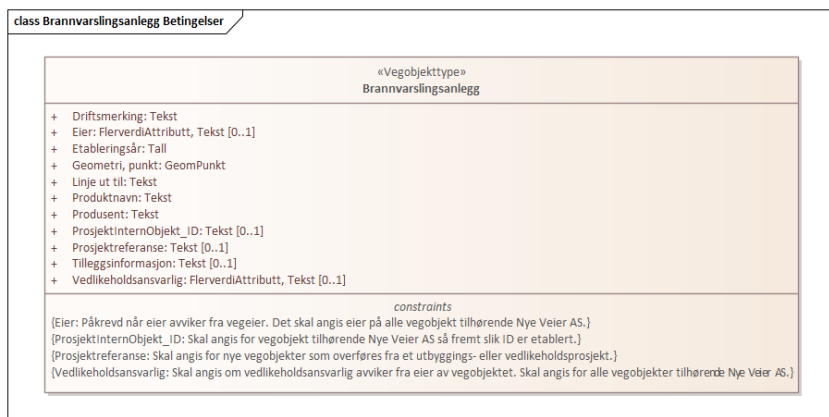 class Brannvarslingsanlegg Betingelser
«Vegobjekttype»
Brannvarslingsanlegg
+ Driftsmerking: Tekst
+ Eier: FlerverdiAttributt, Tekst [0..1]
+ Etableringsår: Tall
+ Geometri, punkt: GeomPunkt
+ Linje ut til: Tekst
+ Produktnavn: Tekst
+ Produsent: Tekst
+ ProsjektInternObjekt_ID: Tekst [0..1]
+ Prosjektreferanse: Tekst [0..1]
+ Tilleggsinformasjon: Tekst [0..1]
+ Vedlikeholdsansvarlig: FlerverdiAttributt, Tekst [0..1]
constraints
{Eier: Påkrevd når eier avviker fra vegeier. Det skal angis eier på alle vegobjekt tilhørende Nye Veier AS.}
{ProsjektInternObjekt_ID: Skal angis for vegobjekt tilhørende Nye Veier AS så fremt slik ID er etablert.}
{Prosjektreferanse: Skal angis for nye vegobjekter som overføres fra et utbyggings- eller vedlikeholdsprosjekt.}
{Vedlikeholdsansvarlig: Skal angis om vedlikeholdsansvarlig avviker fra eier av vegobjektet. Skal angis for alle vegobjekter tilhørende Nye Veier AS.}